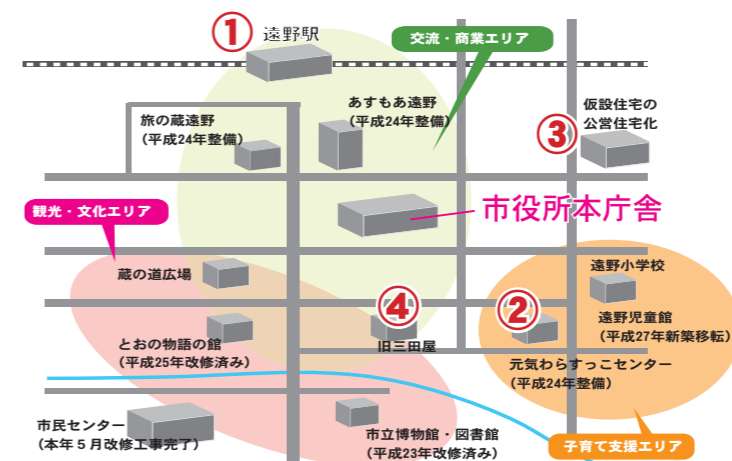 ①
遠野駅
交流・商業エリア
旅の蔵遠野
(平成24年整備)
あすもあ遠野
(平成24年整備)
仮設住宅の
公営住宅化
③
観光・文化エリア
市役所本庁舎
蔵の道広場
④
旧三田屋
②
遠野小学校
遠野児童館
(平成27年新築移転)
とおの物語の館
(平成25年改修済み)
元気わらすっこセンター
(平成24年整備)
市民センター
(本年５月改修工事完了)
市立博物館・図書館
(平成23年改修済み)
子育て支援エリア